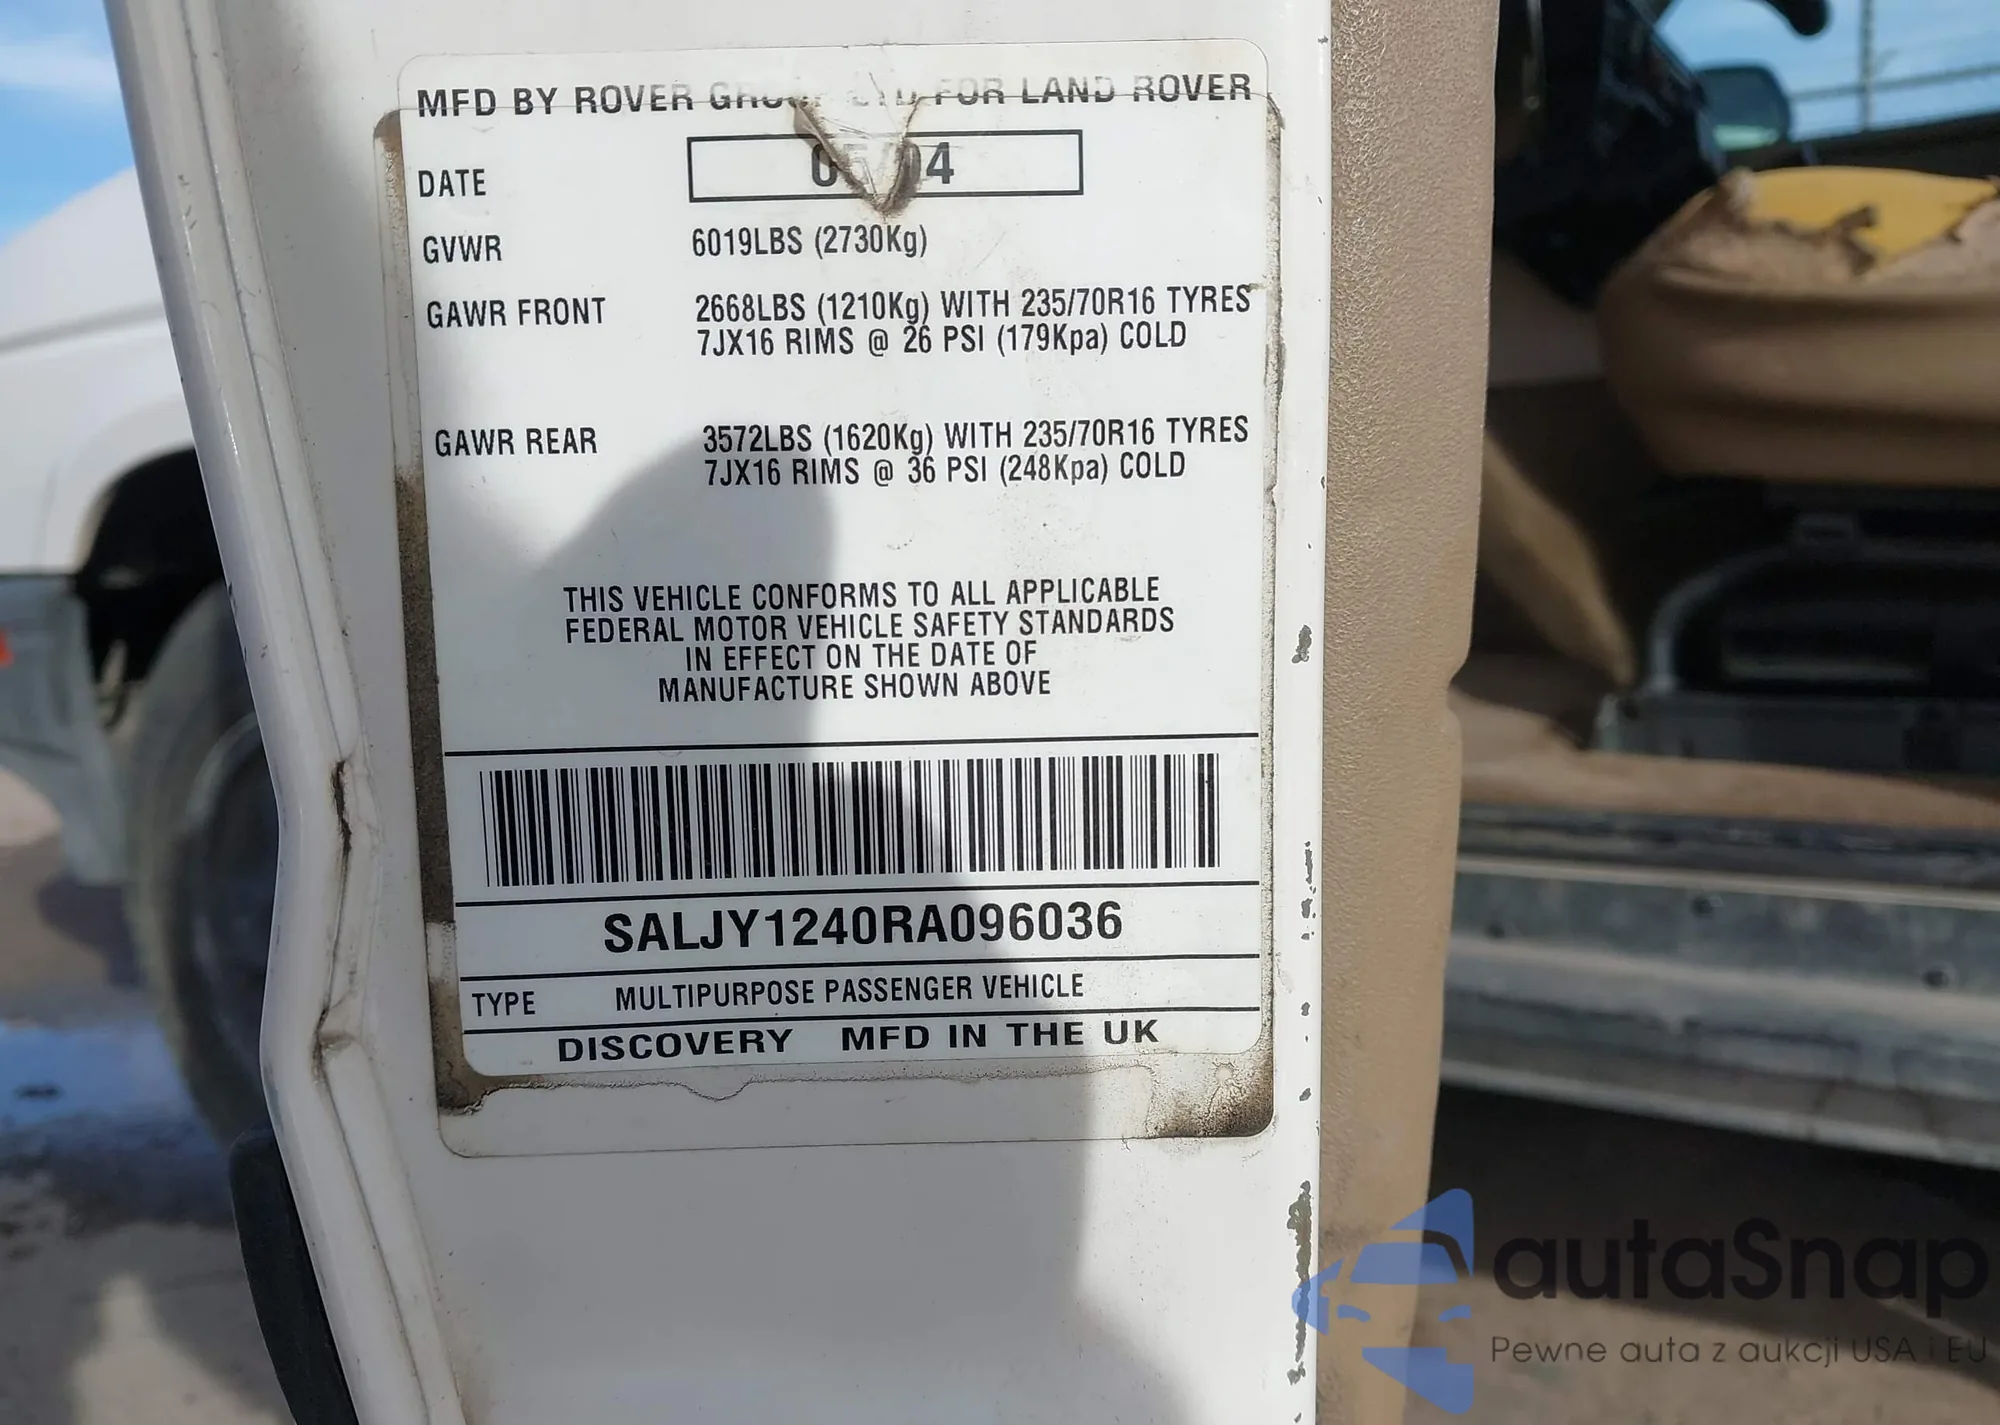 MFD BY ROVER GROUP LTD FOR LAND ROVER
DATE
GVWR 6019LBS (2730Kg)
GAWR FRONT 2668LBS (1210Kg) WITH 235/70R16 TYRES
7JX16 RIMS @ 26 PSI (179Kpa) COLD
GAWR REAR 3572LBS (1620Kg) WITH 235/70R16 TYRES
7JX16 RIMS @ 36 PSI (248Kpa) COLD
THIS VEHICLE CONFORMS TO ALL APPLICABLE
FEDERAL MOTOR VEHICLE SAFETY STANDARDS
IN EFFECT ON THE DATE OF
MANUFACTURE SHOWN ABOVE
SALJY1240RA096036
TYPE MULTIPURPOSE PASSENGER VEHICLE
DISCOVERY MFD IN THE UK
autaSnap
Pewne auta z aukcji USA i EU